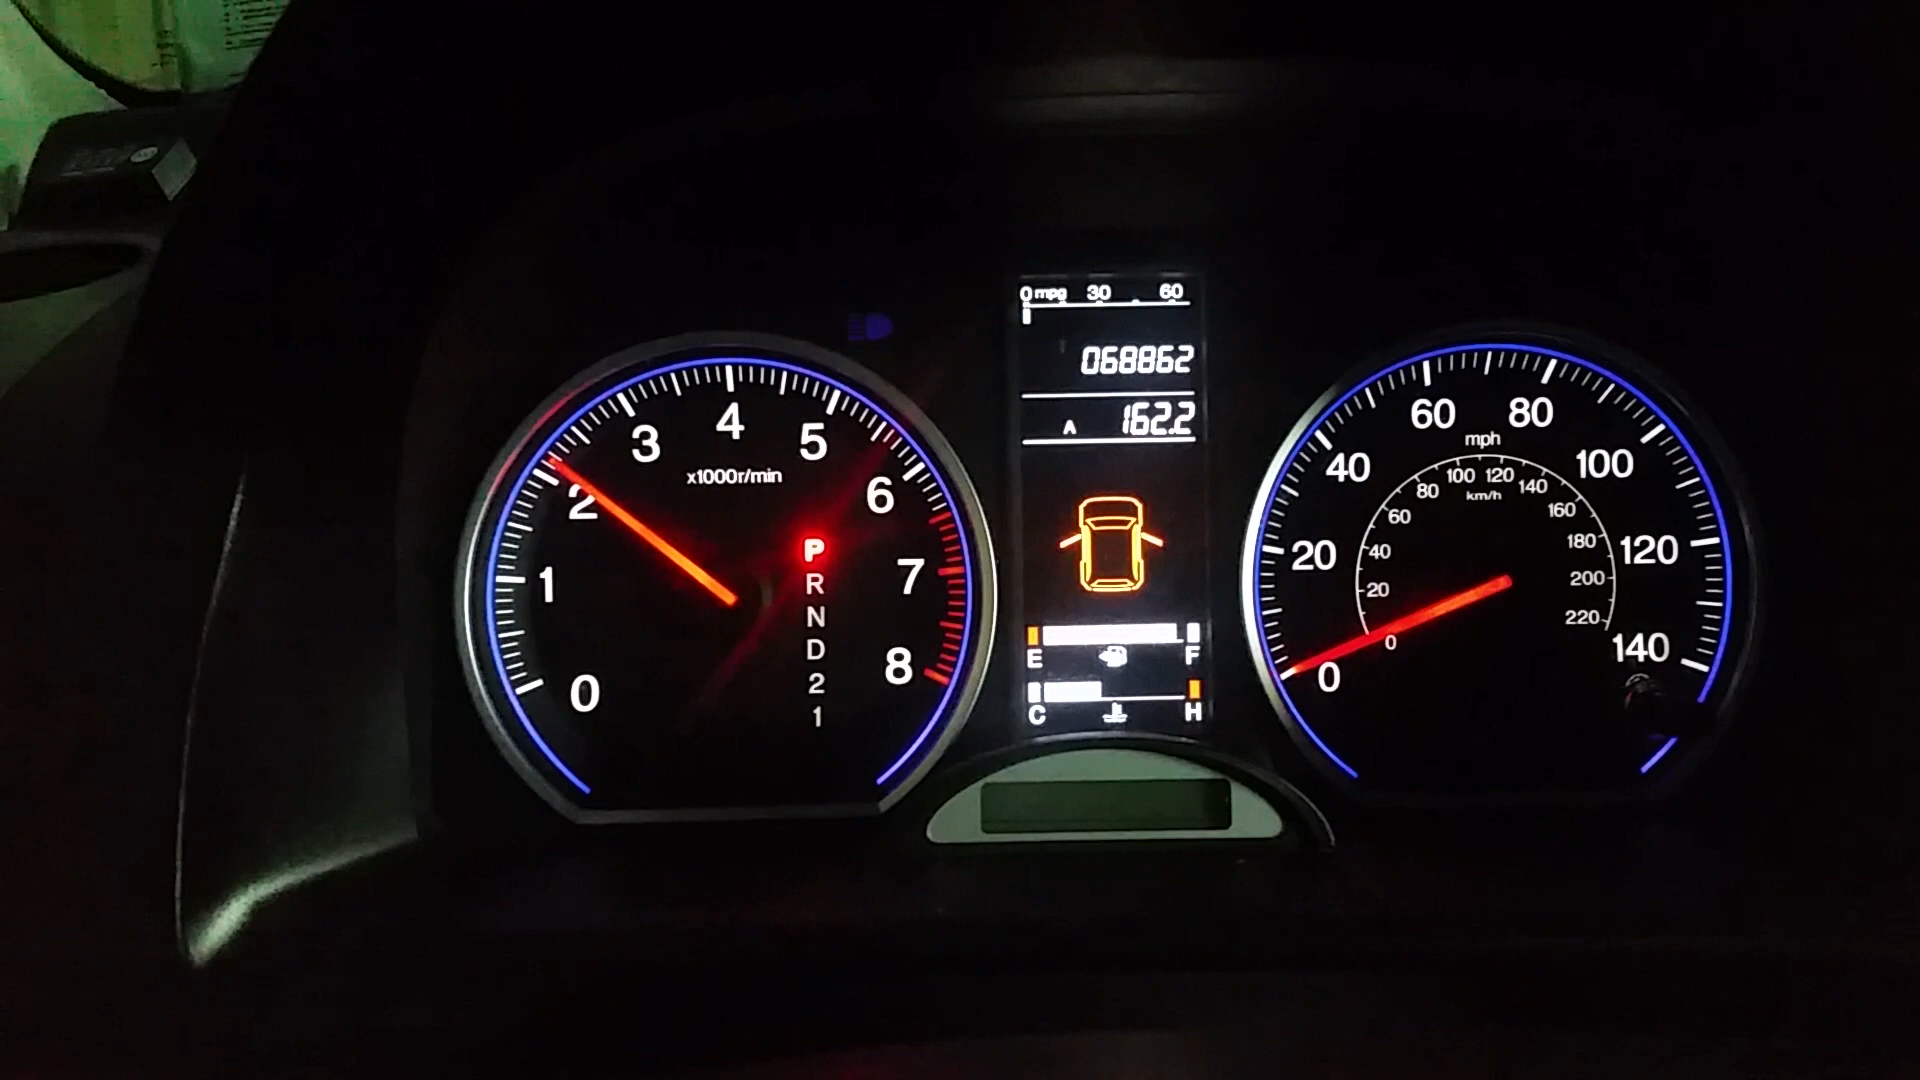 0 1 2 3 4 5 6 7 8
x1000r/min
P
R
N
D
2
1
0 mpg 30 60
068862
A 162.2
E F
C H
0 20 40 60 80 100 120 140
mph
0 20 40 60 80 100 120 140 160 180 200 220
km/h